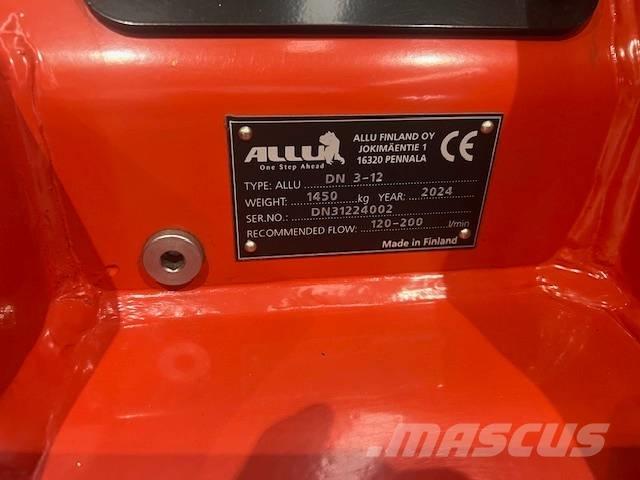 ALLU
One Step Ahead
ALLU FINLAND OY
JOKIMÄENTIE 1
16320 PENNALA
CE
TYPE: ALLU DN 3-12
WEIGHT: 1450 kg YEAR: 2024
SER.NO.: DN31224002
RECOMMENDED FLOW: 120-200 l/min
Made in Finland
MASCUS